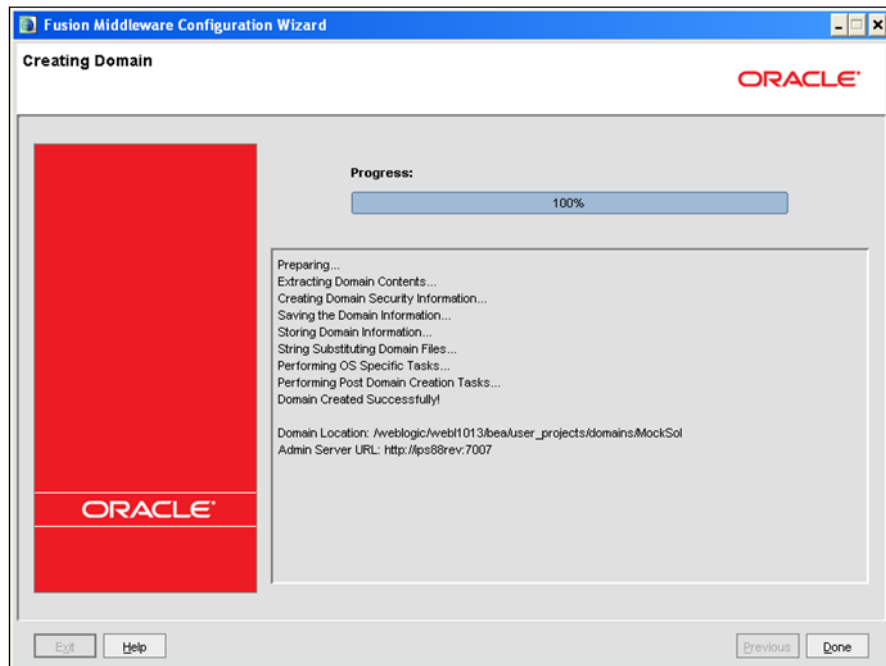 Fusion Middleware Configuration Wizard
Creating Domain
ORACLE
Progress:
100%
Preparing...
Extracting Domain Contents...
Creating Domain Security Information...
Saving the Domain Information...
Storing Domain Information...
String Substituting Domain Files...
Performing OS Specific Tasks...
Performing Post Domain Creation Tasks...
Domain Created Successfully!
Domain Location: /weblogic/webl1013/bea/user_projects/domains/MockSol
Admin Server URL: http://ips88rev:7007
ORACLE
Exit
Help
Previous
Done